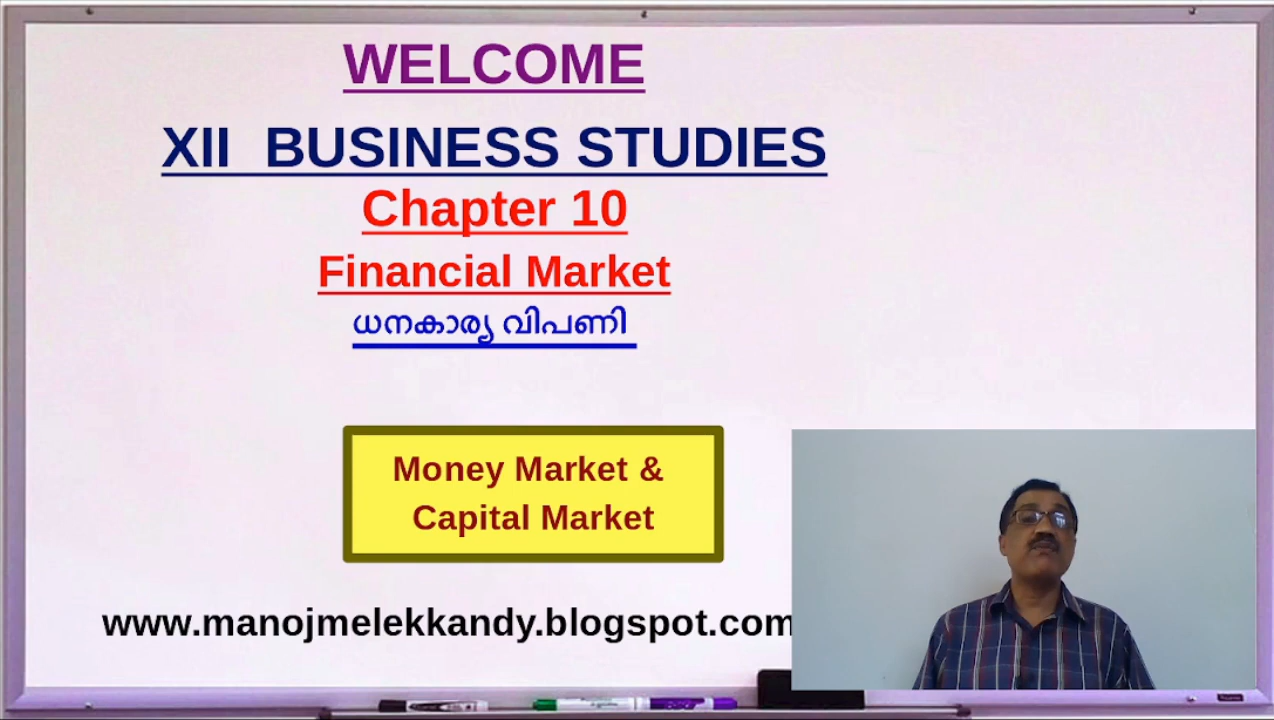 WELCOME
XII BUSINESS STUDIES
Chapter 10
Financial Market
ധനകാര്യ വിപണി
Money Market &
Capital Market
www.manojmelekkandy.blogspot.com